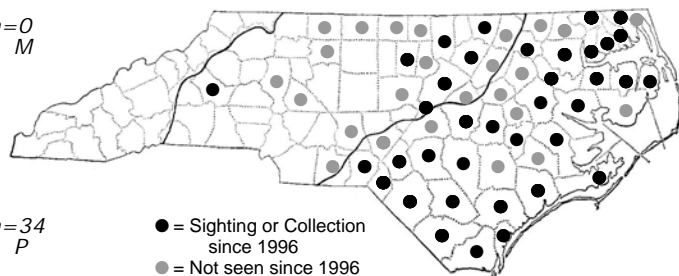 =0
M
n=34
P
● = Sighting or Collection
since 1996
● = Not seen since 1996